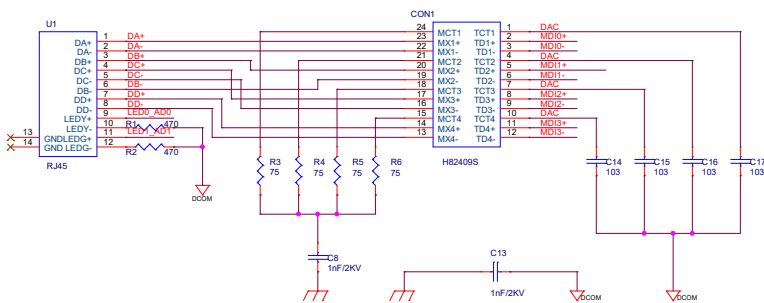 U1
RJ45
DA+
DA-
DB+
DC+
DC-
DB-
DD+
DD-
LEDY+
LEDY-
GNDLEDG+
GND LEDG-
13
14
1 DA+
2 DA-
3 DB+
4 DC+
5 DC-
6 DB-
7 DD+
8 DD-
9 LED0_AD0
10 R1 470
11 LED1_AD1
12
R2 470
DCOM
CON1
24 MCT1 TCT1 1 DAC
23 MX1+ TD1+ 2 MDI0+
22 MX1- TD1- 3 MDI0-
21 MCT2 TCT2 4 DAC
20 MX2+ TD2+ 5 MDI1+
19 MX2- TD2- 6 MDI1-
18 MCT3 TCT3 7 DAC
17 MX3+ TD3+ 8 MDI2+
16 MX3- TD3- 9 MDI2-
15 MCT4 TCT4 10 DAC
14 MX4+ TD4+ 11 MDI3+
13 MX4- TD4- 12 MDI3-
H82409S
R3
75
R4
75
R5
75
R6
75
C14
103
C15
103
C16
103
C17
103
C8
1nF/2KV
C13
1nF/2KV
DCOM
DCOM